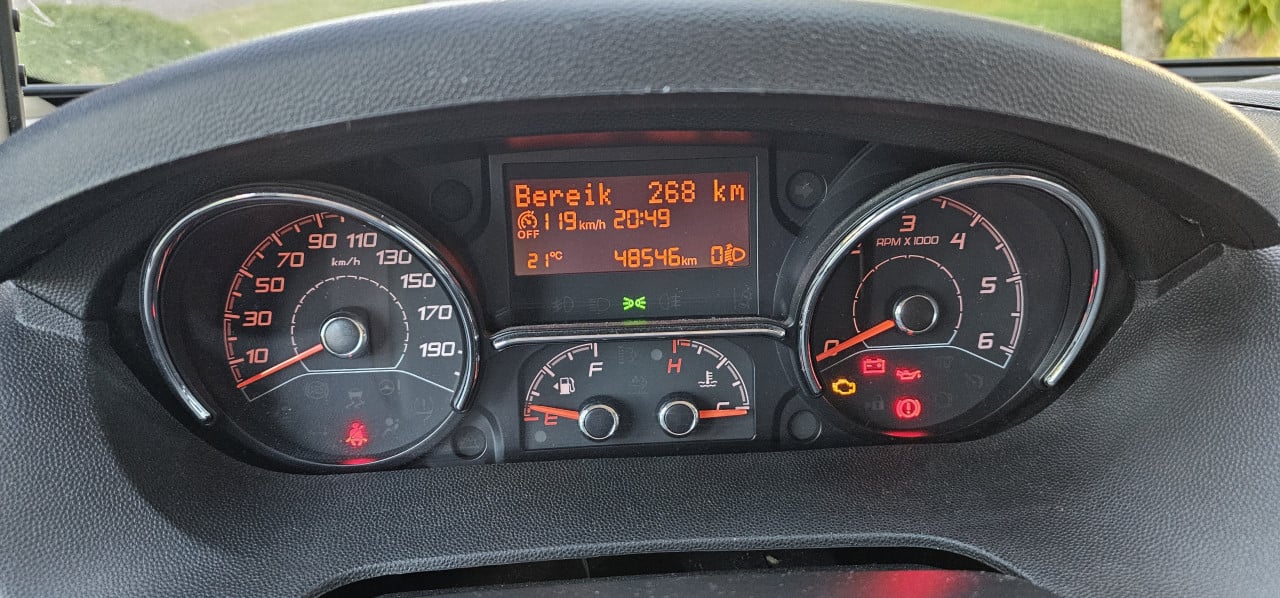 Bereik 268 km
OFF 119 km/h 20:49
21°C 48546 km 0
10 30 50 70 90 110 130 150 170 190
km/h
0 3 4 5 6
RPM X 1000
F H
E C